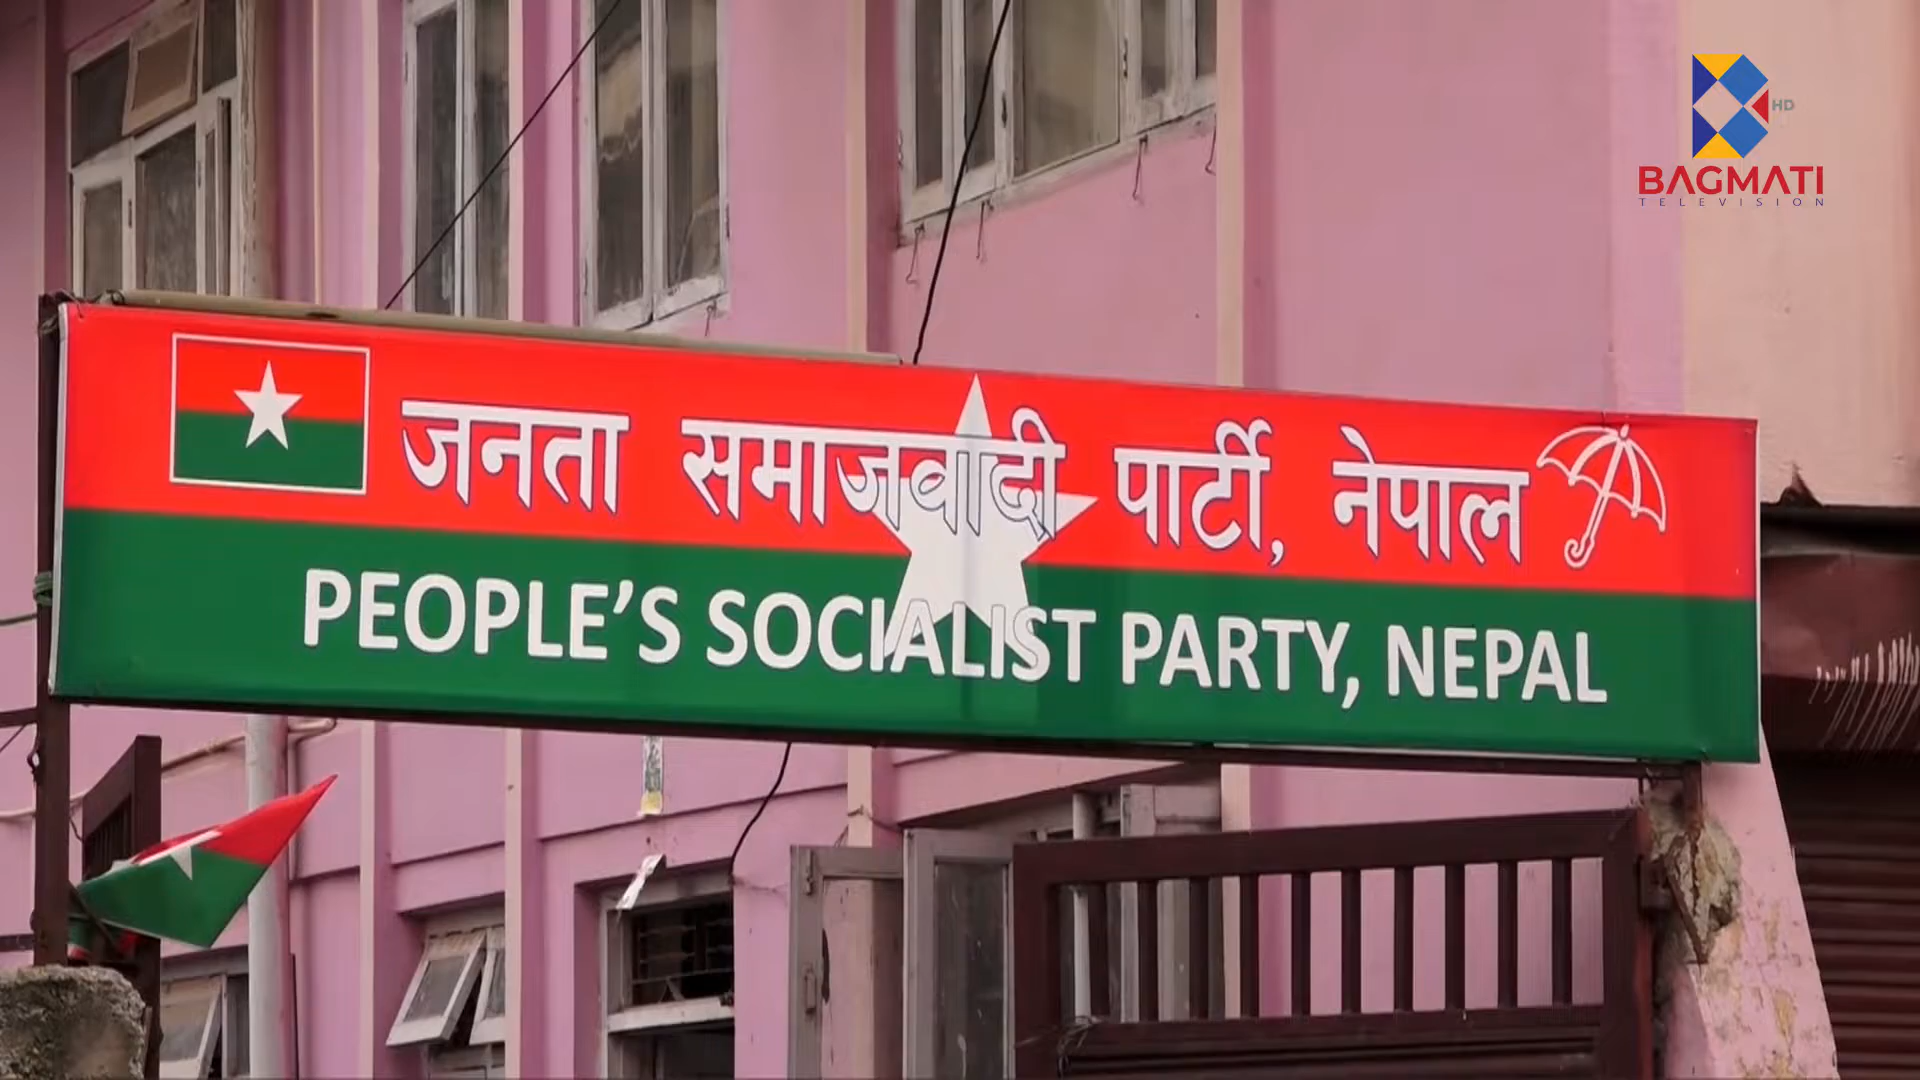 HD
BAGMATI
TELEVISION
जनता समाजवादी पार्टी, नेपाल
PEOPLE'S SOCIALIST PARTY, NEPAL